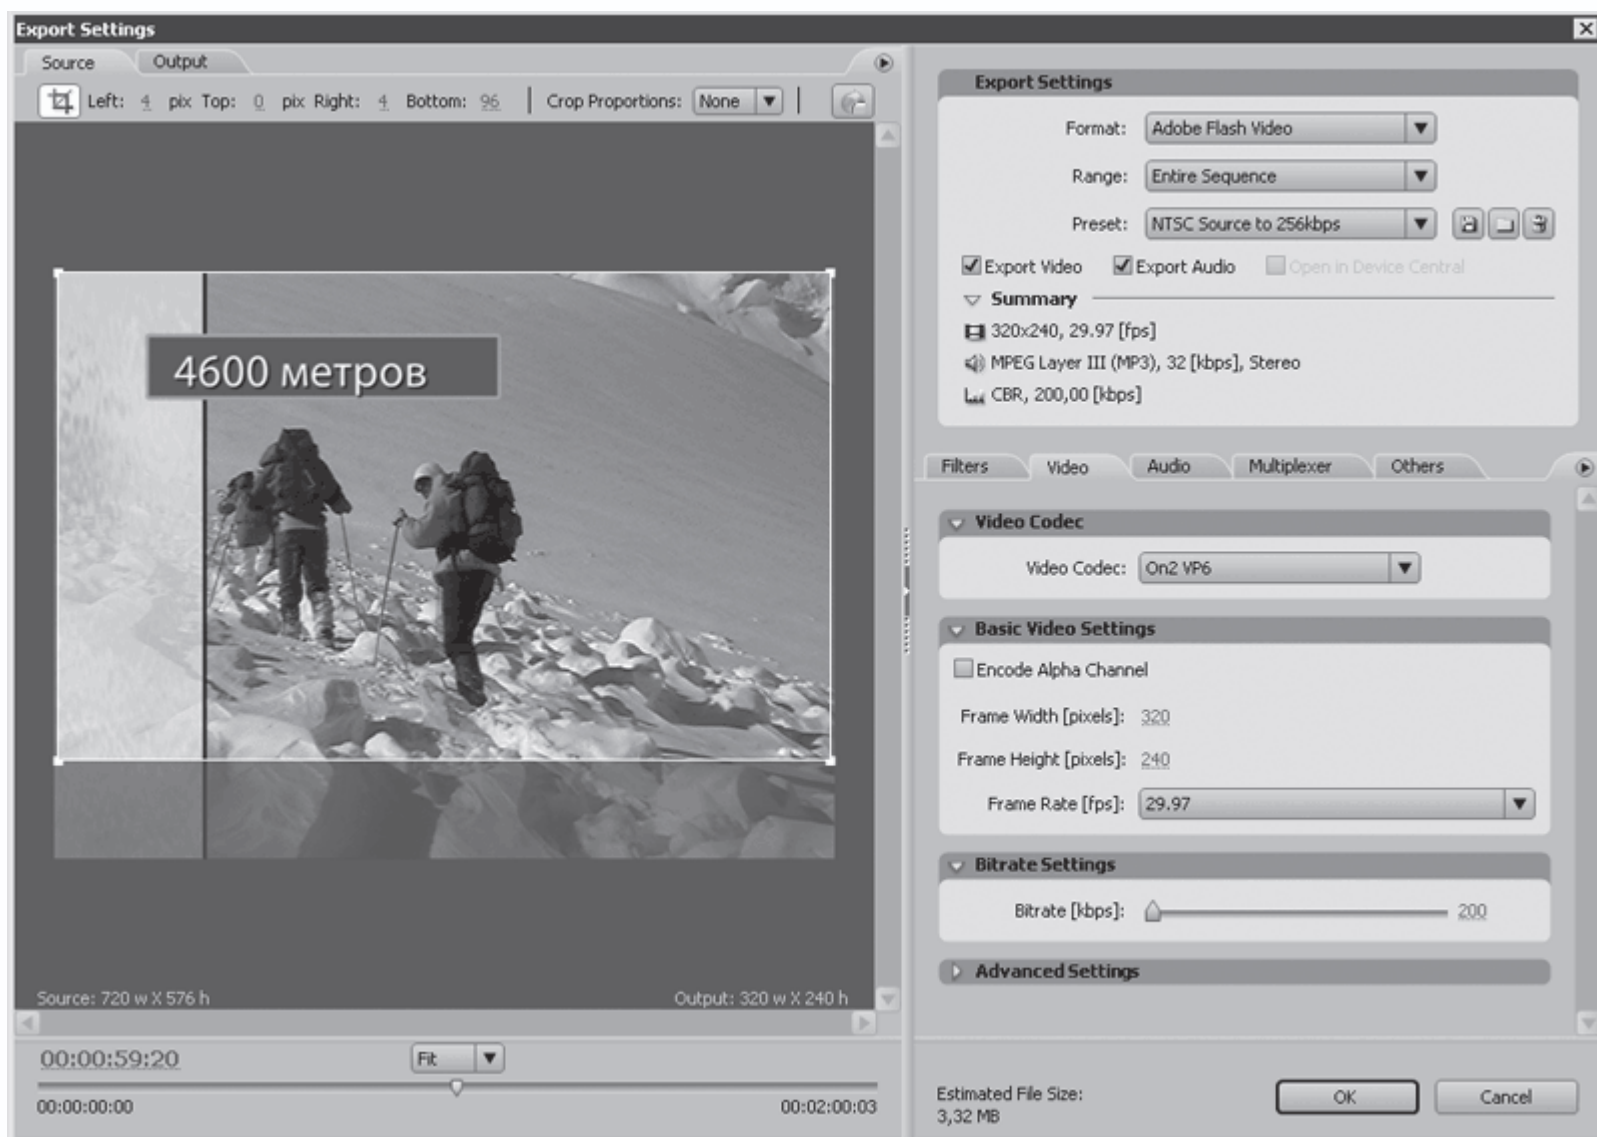 Export Settings
Source Output
Left: 4 pix Top: 0 pix Right: 4 Bottom: 96 Crop Proportions: None
4600 метров
Source: 720 w X 576 h
Output: 320 w X 240 h
00:00:59:20
Fit
00:00:00:00
00:02:00:03
Export Settings
Format: Adobe Flash Video
Range: Entire Sequence
Preset: NTSC Source to 256kbps
Export Video Export Audio Open in Device Central
Summary
320x240, 29.97 [fps]
MPEG Layer III (MP3), 32 [kbps], Stereo
CBR, 200,00 [kbps]
Filters Video Audio Multiplexer Others
Video Codec
Video Codec: On2 VP6
Basic Video Settings
Encode Alpha Channel
Frame Width [pixels]: 320
Frame Height [pixels]: 240
Frame Rate [fps]: 29.97
Bitrate Settings
Bitrate [kbps]: 200
Advanced Settings
Estimated File Size:
3,32 MB
OK Cancel